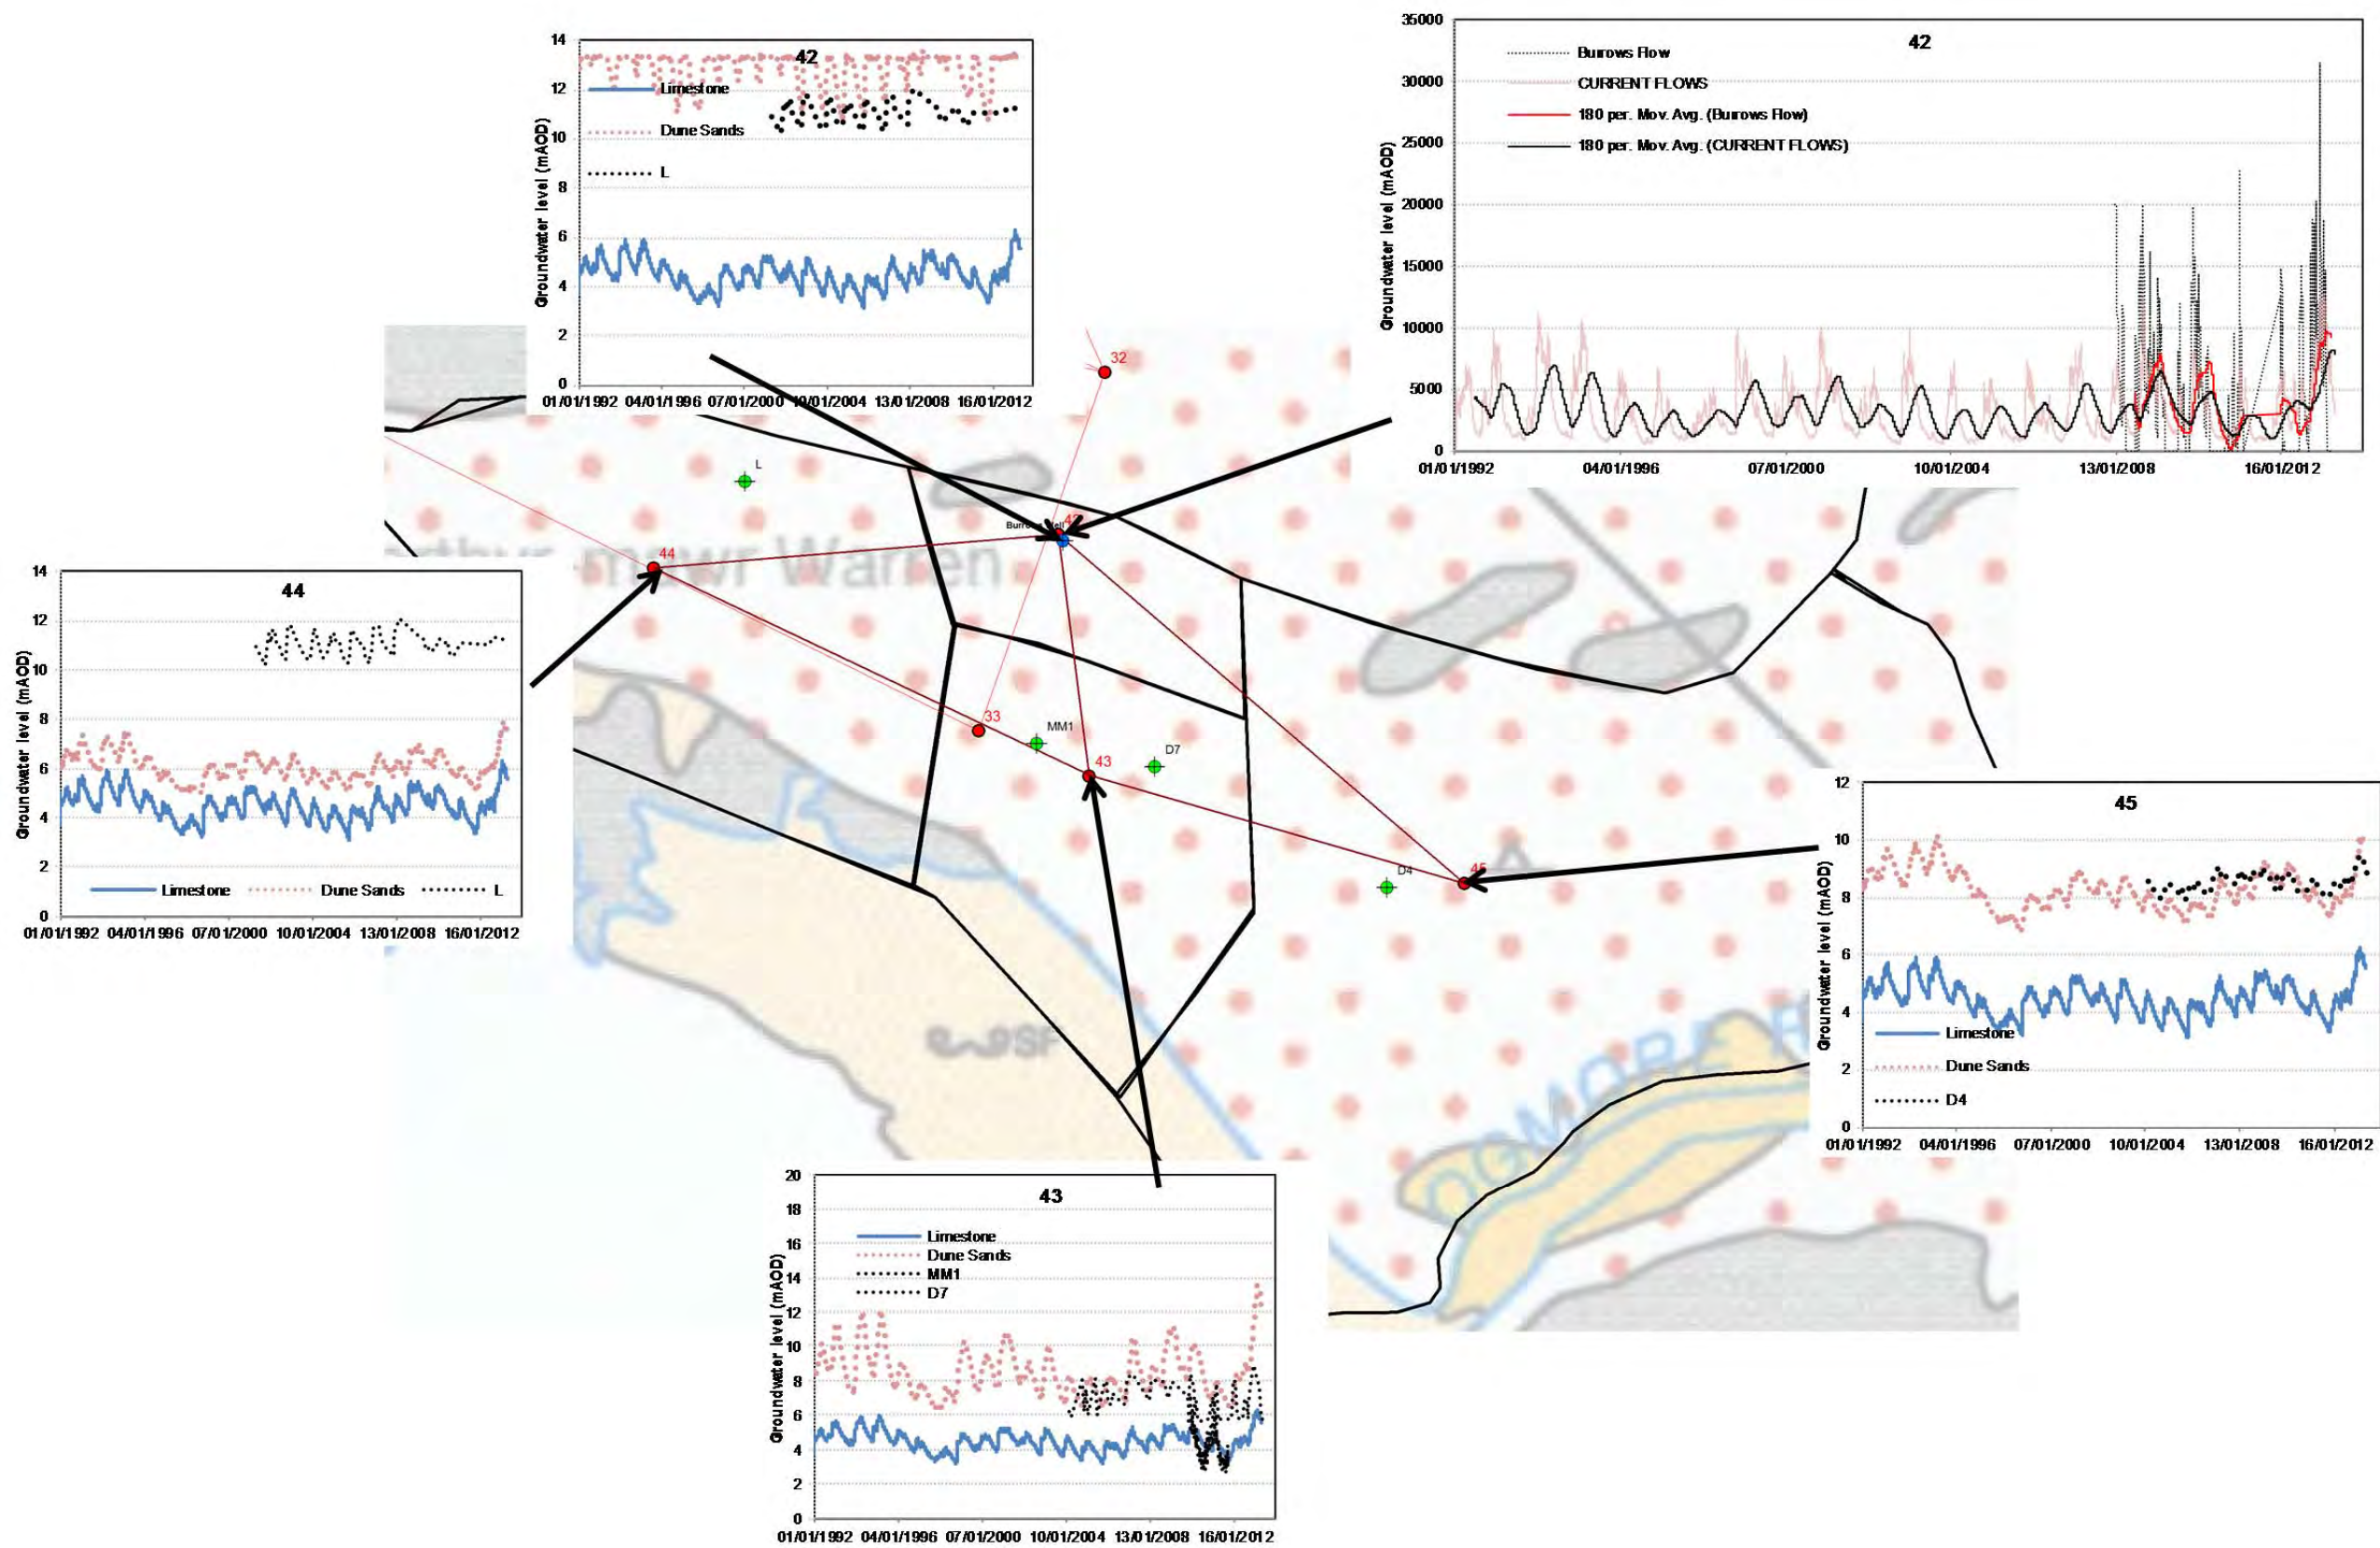 42
Groundwater level (mAOD)
14
12
10
8
6
4
2
0
Limestone
Dune Sands
L
01/01/1992 04/01/1996 07/01/2000 10/01/2004 13/01/2008 16/01/2012
42
Groundwater level (mAOD)
35000
30000
25000
20000
15000
10000
5000
0
Burrows Flow
CURRENT FLOWS
180 per. Mov. Avg. (Burrows Flow)
180 per. Mov. Avg. (CURRENT FLOWS)
01/01/1992 04/01/1996 07/01/2000 10/01/2004 13/01/2008 16/01/2012
32
L
42
44
mawr Warren
33
MM1
D7
43
D4
45
OGMORE
44
Groundwater level (mAOD)
14
12
10
8
6
4
2
0
Limestone Dune Sands L
01/01/1992 04/01/1996 07/01/2000 10/01/2004 13/01/2008 16/01/2012
45
Groundwater level (mAOD)
12
10
8
6
4
2
0
Limestone
Dune Sands
D4
01/01/1992 04/01/1996 07/01/2000 10/01/2004 13/01/2008 16/01/2012
43
Groundwater level (mAOD)
20
18
16
14
12
10
8
6
4
2
0
Limestone
Dune Sands
MM1
D7
01/01/1992 04/01/1996 07/01/2000 10/01/2004 13/01/2008 16/01/2012